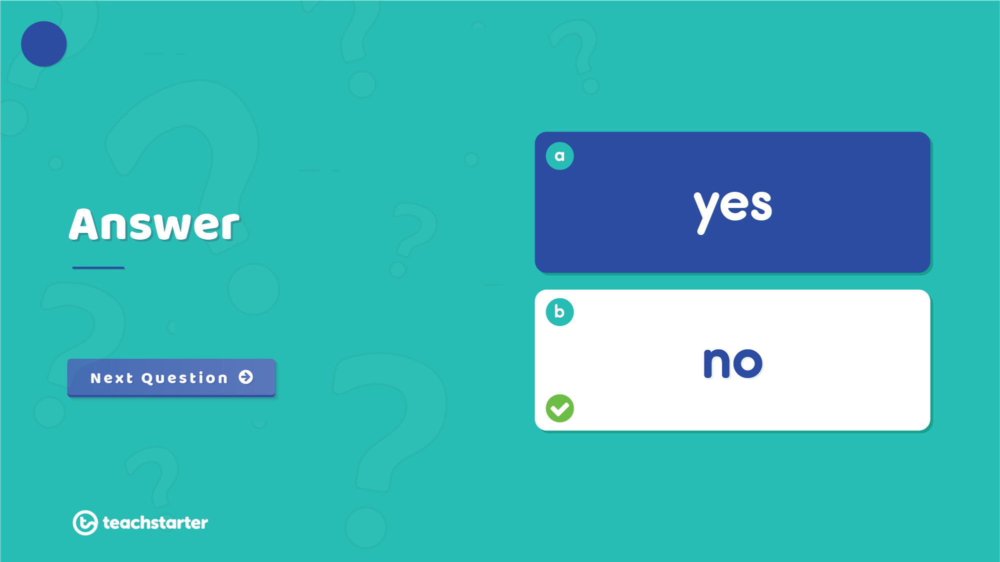 Answer
Next Question
a
yes
b
no
teachstarter